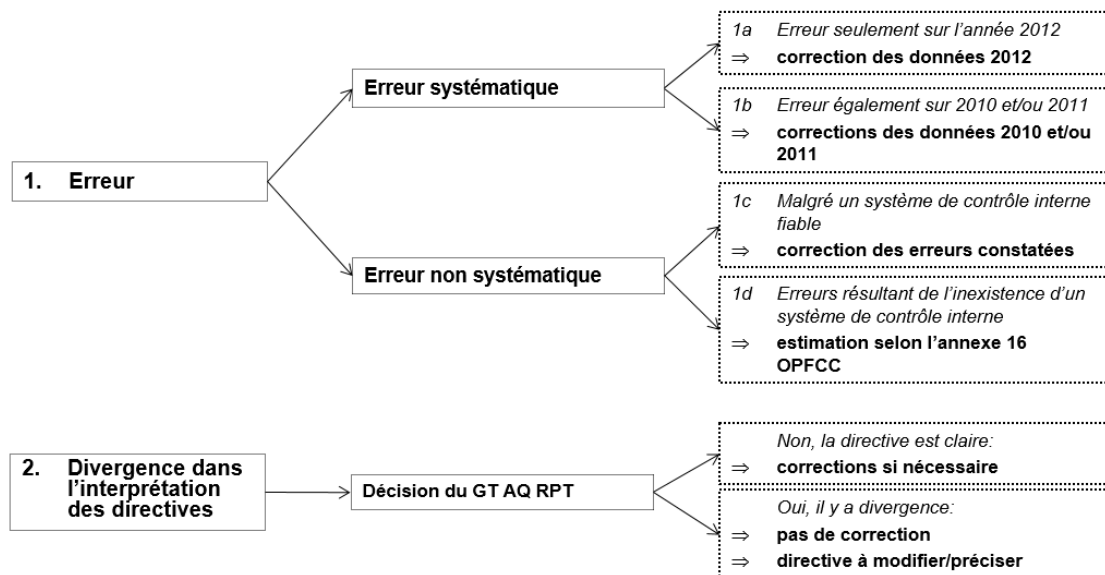 1. Erreur
Erreur systématique
1a Erreur seulement sur l'année 2012
⇒ correction des données 2012
1b Erreur également sur 2010 et/ou 2011
⇒ corrections des données 2010 et/ou
2011
Erreur non systématique
1c Malgré un système de contrôle interne
fiable
⇒ correction des erreurs constatées
1d Erreurs résultant de l'inexistence d'un
système de contrôle interne
⇒ estimation selon l'annexe 16
OPFCC
2. Divergence dans
l'interprétation
des directives
Décision du GT AQ RPT
Non, la directive est claire:
⇒ corrections si nécessaire
Oui, il y a divergence:
⇒ pas de correction
⇒ directive à modifier/préciser